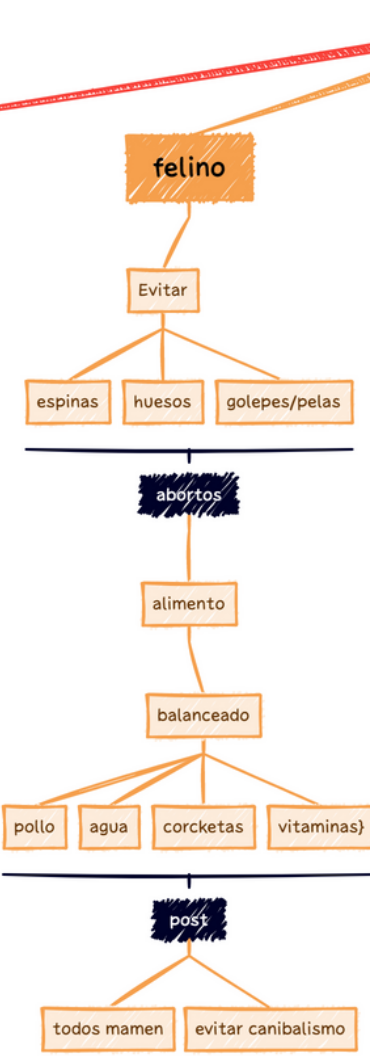 felino
Evitar
espinas
huesos
golepes/pelas
abortos
alimento
balanceado
pollo
agua
corcketas
vitaminas}
post
todos mamen
evitar canibalismo